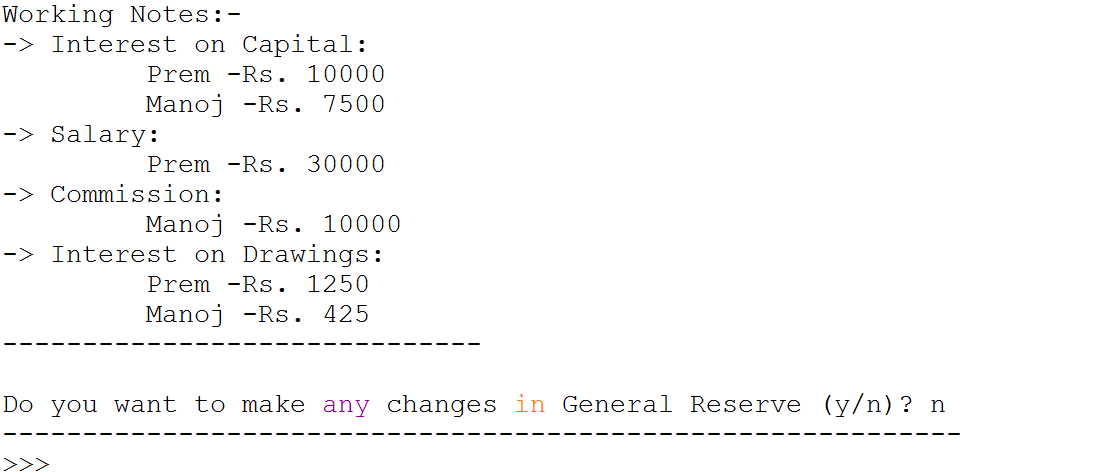 Working Notes:-
-> Interest on Capital:
Prem -Rs. 10000
Manoj -Rs. 7500
-> Salary:
Prem -Rs. 30000
-> Commission:
Manoj -Rs. 10000
-> Interest on Drawings:
Prem -Rs. 1250
Manoj -Rs. 425
------------------------------
Do you want to make any changes in General Reserve (y/n)? n
------------------------------------------------------------
>>>